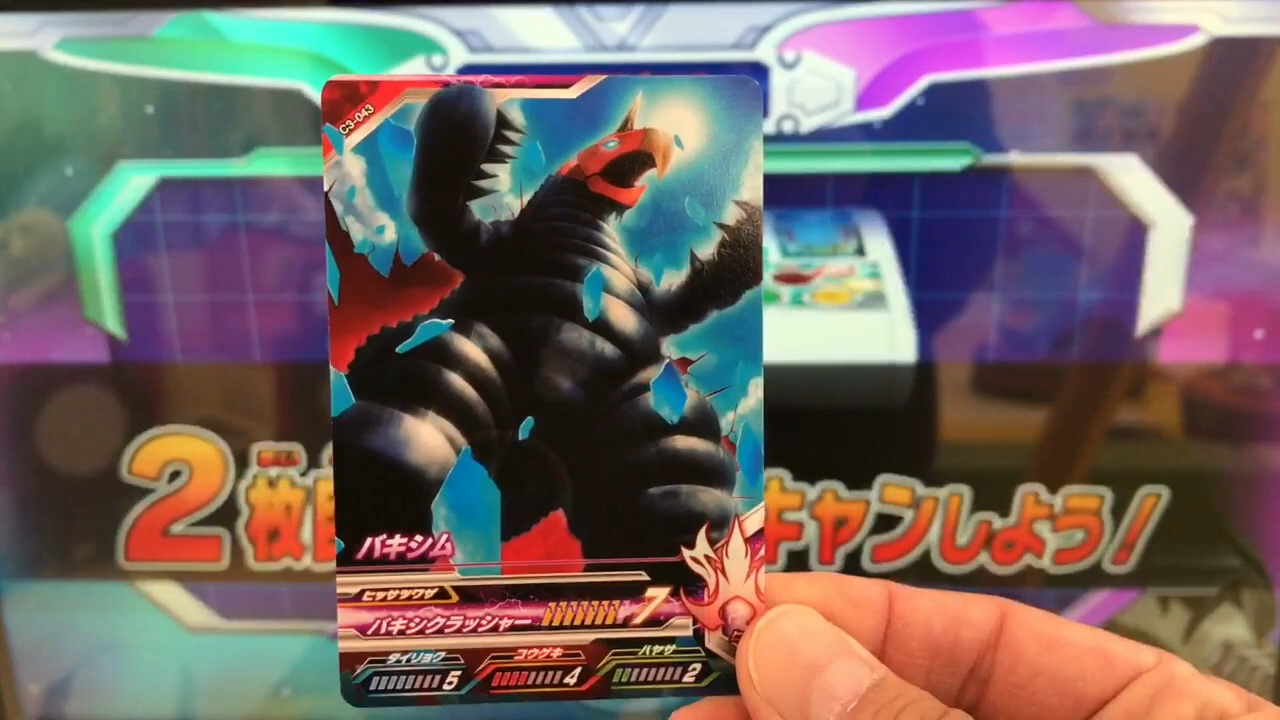 C3-043
2枚
キャンしよう!
バキシム
ヒッサツワザ
バキシクラッシャー 7
タイリョク 5
コウゲキ 4
ハヤサ 2